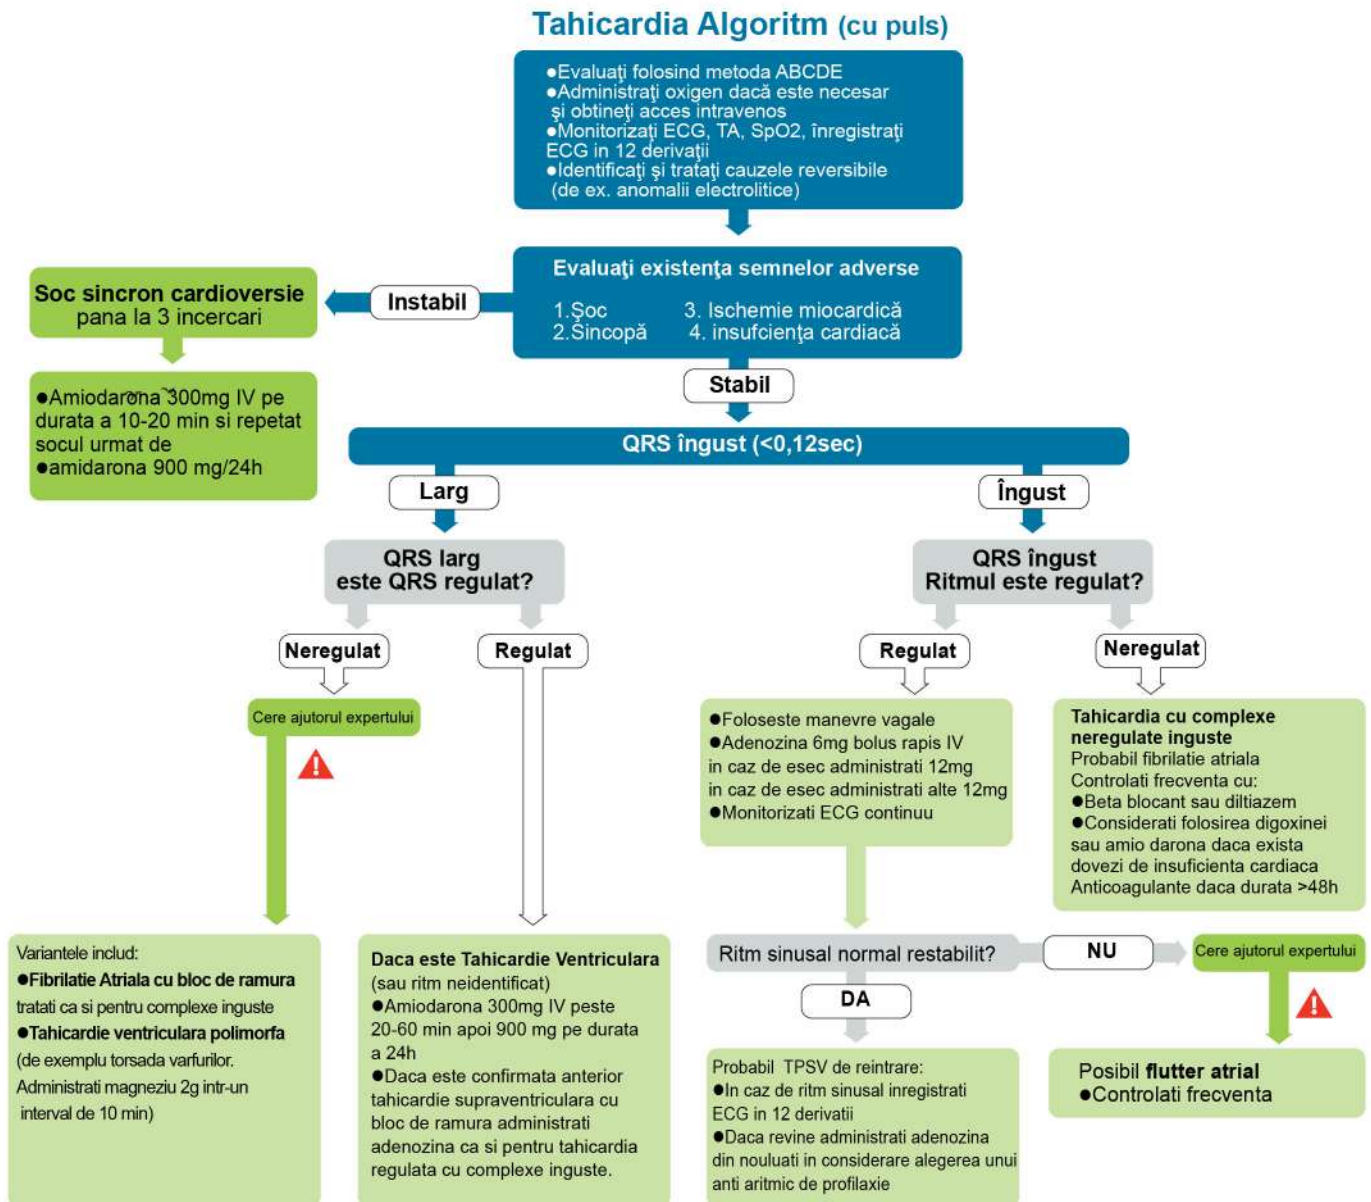 Tahicardia Algoritm (cu puls)
●Evaluaţi folosind metoda ABCDE
●Administraţi oxigen dacă este necesar
şi obtineţi acces intravenos
●Monitorizaţi ECG, TA, SpO2, înregistraţi
ECG in 12 derivaţii
●Identificaţi şi trataţi cauzele reversibile
(de ex. anomalii electrolitice)
Evaluaţi existenţa semnelor adverse
1.Şoc 3. Ischemie miocardică
2.Sincopă 4. insufcienţa cardiacă
Instabil
Soc sincron cardioversie
pana la 3 incercari
●Amiodarona 300mg IV pe
durata a 10-20 min si repetat
socul urmat de
●amidarona 900 mg/24h
Stabil
QRS îngust (<0,12sec)
Larg
Îngust
QRS larg
este QRS regulat?
QRS îngust
Ritmul este regulat?
Neregulat
Regulat
Regulat
Neregulat
Cere ajutorul expertului
!
●Foloseste manevre vagale
●Adenozina 6mg bolus rapis IV
in caz de esec administrati 12mg
in caz de esec administrati alte 12mg
●Monitorizati ECG continuu
Tahicardia cu complexe
neregulate inguste
Probabil fibrilatie atriala
Controlati frecventa cu:
●Beta blocant sau diltiazem
●Considerati folosirea digoxinei
sau amio darona daca exista
dovezi de insuficienta cardiaca
Anticoagulante daca durata >48h
Variantele includ:
●Fibrilatie Atriala cu bloc de ramura
tratati ca si pentru complexe inguste
●Tahicardie ventriculara polimorfa
(de exemplu torsada varfurilor.
Administrati magneziu 2g intr-un
interval de 10 min)
Daca este Tahicardie Ventriculara
(sau ritm neidentificat)
●Amiodarona 300mg IV peste
20-60 min apoi 900 mg pe durata
a 24h
●Daca este confirmata anterior
tahicardie supraventriculara cu
bloc de ramura administrati
adenozina ca si pentru tahicardia
regulata cu complexe inguste.
Ritm sinusal normal restabilit?
NU
Cere ajutorul expertului
!
DA
Probabil TPSV de reintrare:
●In caz de ritm sinusal inregistrati
ECG in 12 derivatii
●Daca revine administrati adenozina
din nouluati in considerare alegerea unui
anti aritmic de profilaxie
Posibil flutter atrial
●Controlati frecventa